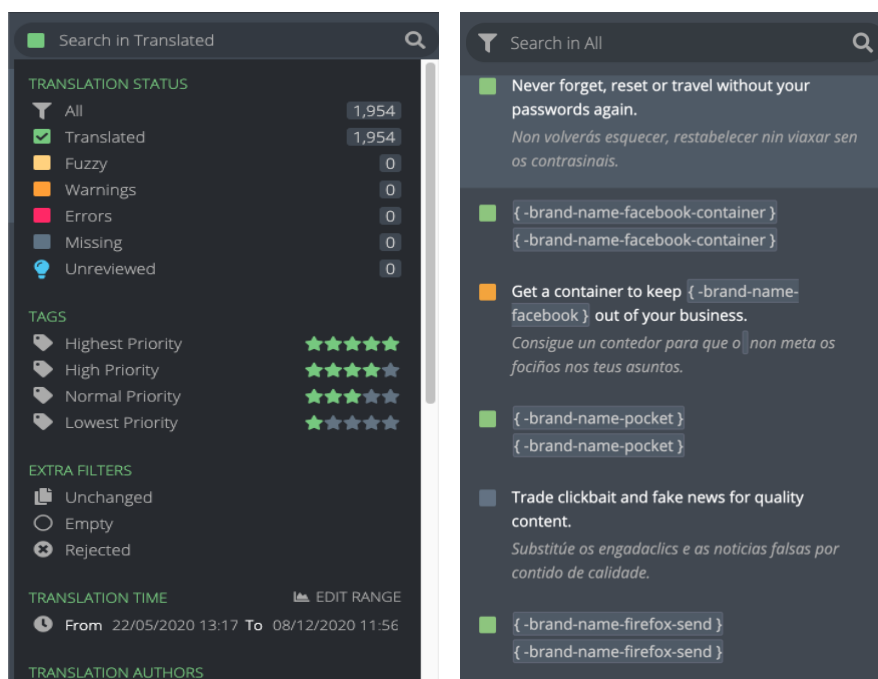 Search in Translated
TRANSLATION STATUS
All 1,954
Translated 1,954
Fuzzy 0
Warnings 0
Errors 0
Missing 0
Unreviewed 0
TAGS
Highest Priority
High Priority
Normal Priority
Lowest Priority
EXTRA FILTERS
Unchanged
Empty
Rejected
TRANSLATION TIME EDIT RANGE
From 22/05/2020 13:17 To 08/12/2020 11:56
TRANSLATION AUTHORS
Search in All
Never forget, reset or travel without your
passwords again.
Non volverás esquecer, restabelecer nin viaxar sen
os contrasinais.
{ -brand-name-facebook-container }
{ -brand-name-facebook-container }
Get a container to keep { -brand-name-
facebook } out of your business.
Consigue un contedor para que o non meta os
fociños nos teus asuntos.
{ -brand-name-pocket }
{ -brand-name-pocket }
Trade clickbait and fake news for quality
content.
Substitúe os engadaclics e as noticias falsas por
contido de calidade.
{ -brand-name-firefox-send }
{ -brand-name-firefox-send }